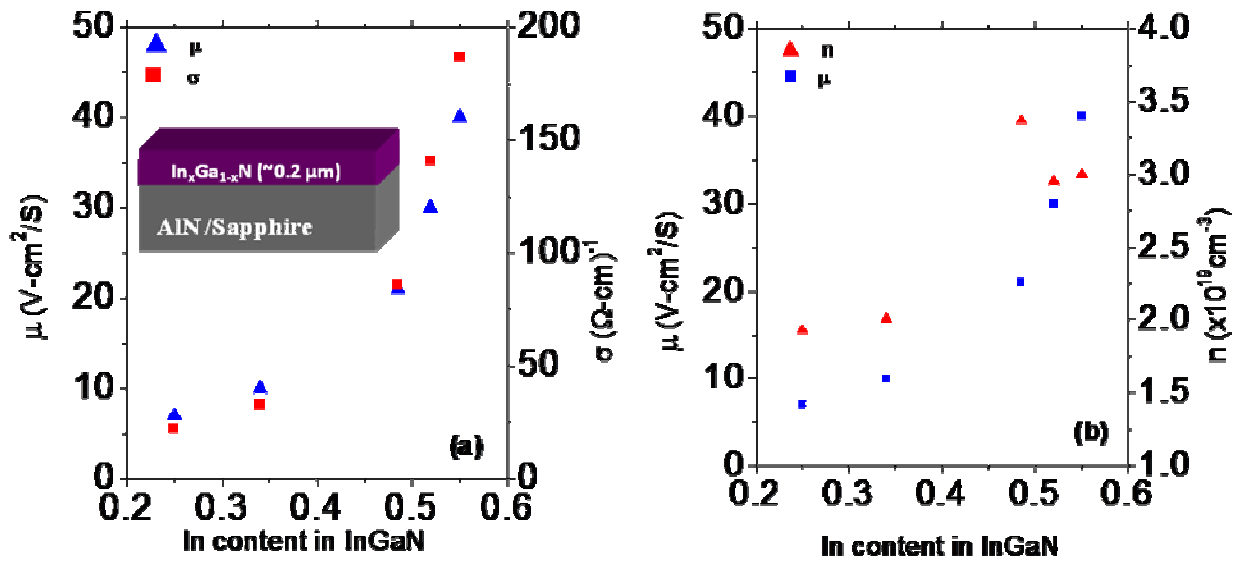 50
40
30
20
10
0
μ (V-cm²/S)
μ
σ
InₓGa₁₋ₓN (~0.2 μm)
AlN /Sapphire
(a)
200
150
100
50
0
σ (Ω-cm)⁻¹
0.2 0.3 0.4 0.5 0.6
In content in InGaN
50
40
30
20
10
0
μ (V-cm²/S)
n
μ
(b)
4.0
3.5
3.0
2.5
2.0
1.5
1.0
n (x10¹⁹cm⁻³)
0.2 0.3 0.4 0.5 0.6
In content in InGaN